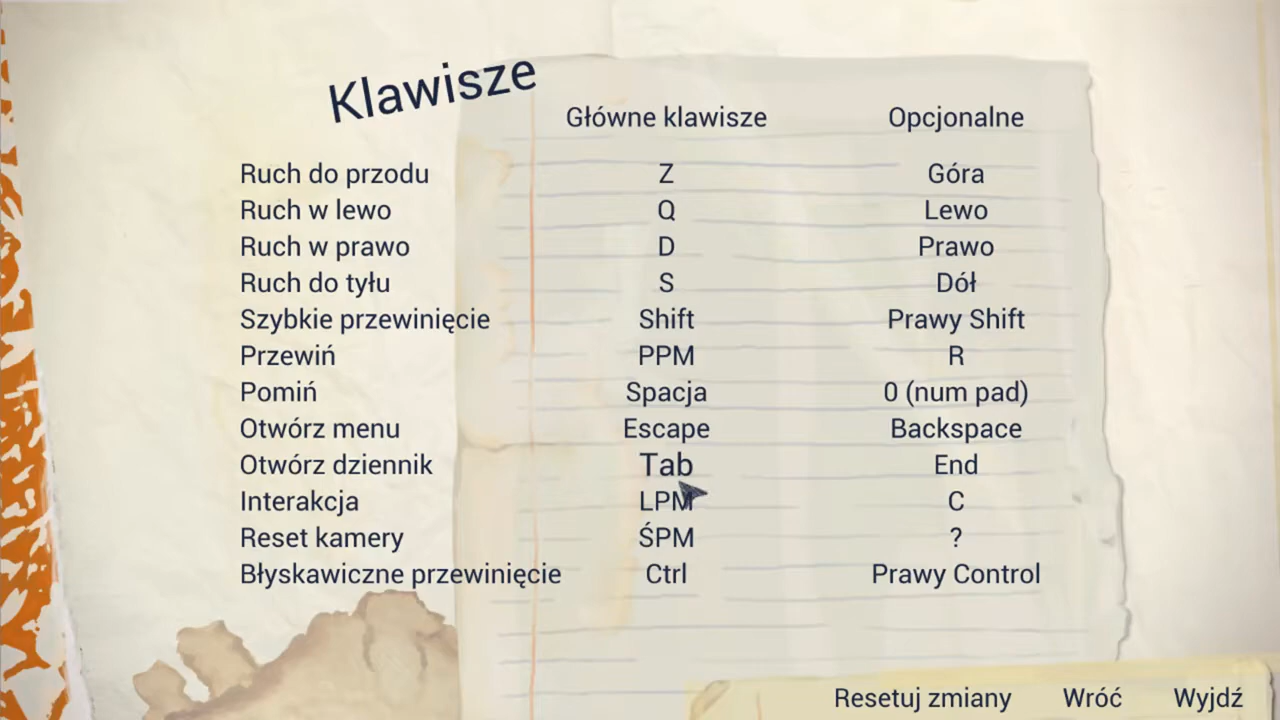 Klawisze
Główne klawisze Opcjonalne
Ruch do przodu Z Góra
Ruch w lewo Q Lewo
Ruch w prawo D Prawo
Ruch do tyłu S Dół
Szybkie przewinięcie Shift Prawy Shift
Przewiń PPM R
Pomiń Spacja 0 (num pad)
Otwórz menu Escape Backspace
Otwórz dziennik Tab End
Interakcja LPM C
Reset kamery ŚPM ?
Błyskawiczne przewinięcie Ctrl Prawy Control
Resetuj zmiany Wróć Wyjdź